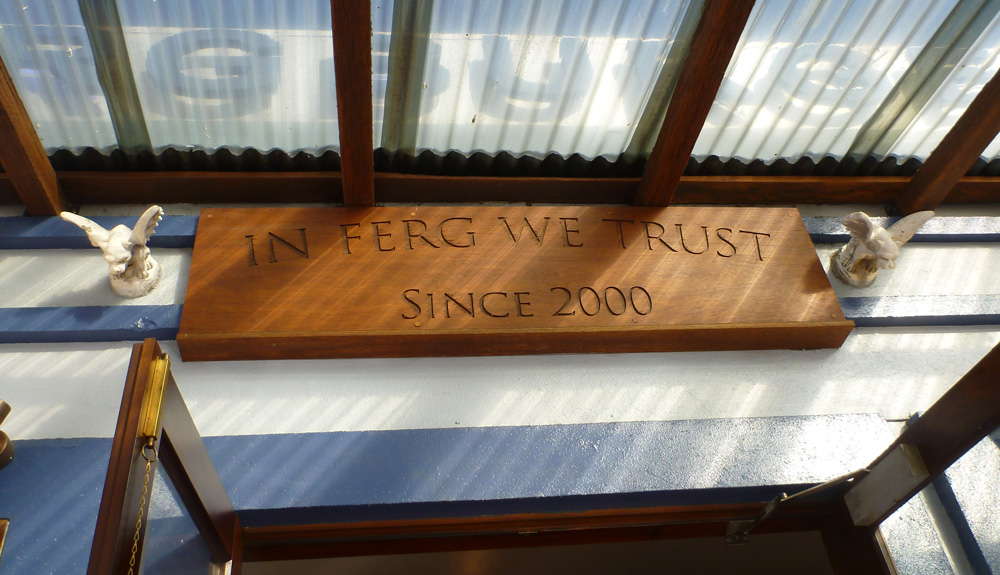 IN FERG WE TRUST
SINCE 2000